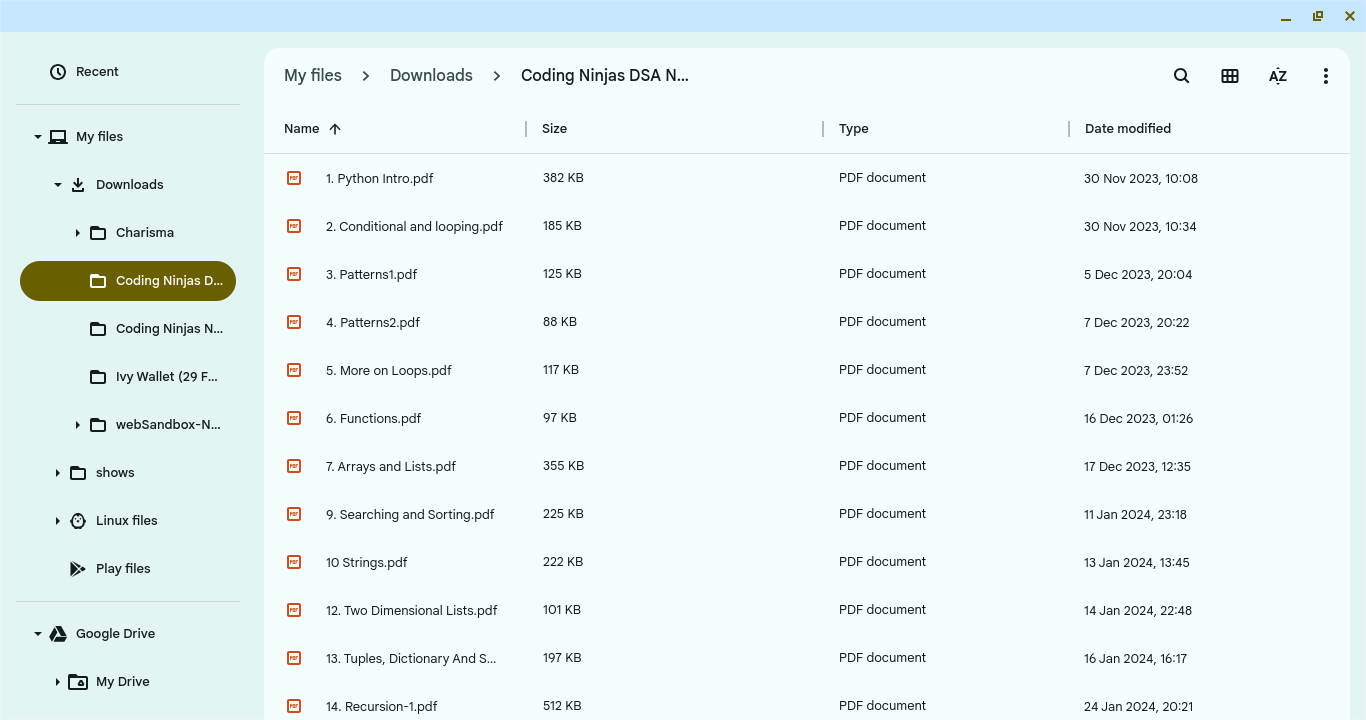 Recent
My files
Downloads
Charisma
Coding Ninjas D...
Coding Ninjas N...
Ivy Wallet (29 F...
webSandbox-N...
shows
Linux files
Play files
Google Drive
My Drive
My files > Downloads > Coding Ninjas DSA N...
AZ
Name Size Type Date modified
1. Python Intro.pdf 382 KB PDF document 30 Nov 2023, 10:08
2. Conditional and looping.pdf 185 KB PDF document 30 Nov 2023, 10:34
3. Patterns1.pdf 125 KB PDF document 5 Dec 2023, 20:04
4. Patterns2.pdf 88 KB PDF document 7 Dec 2023, 20:22
5. More on Loops.pdf 117 KB PDF document 7 Dec 2023, 23:52
6. Functions.pdf 97 KB PDF document 16 Dec 2023, 01:26
7. Arrays and Lists.pdf 355 KB PDF document 17 Dec 2023, 12:35
9. Searching and Sorting.pdf 225 KB PDF document 11 Jan 2024, 23:18
10 Strings.pdf 222 KB PDF document 13 Jan 2024, 13:45
12. Two Dimensional Lists.pdf 101 KB PDF document 14 Jan 2024, 22:48
13. Tuples, Dictionary And S... 197 KB PDF document 16 Jan 2024, 16:17
14. Recursion-1.pdf 512 KB PDF document 24 Jan 2024, 20:21